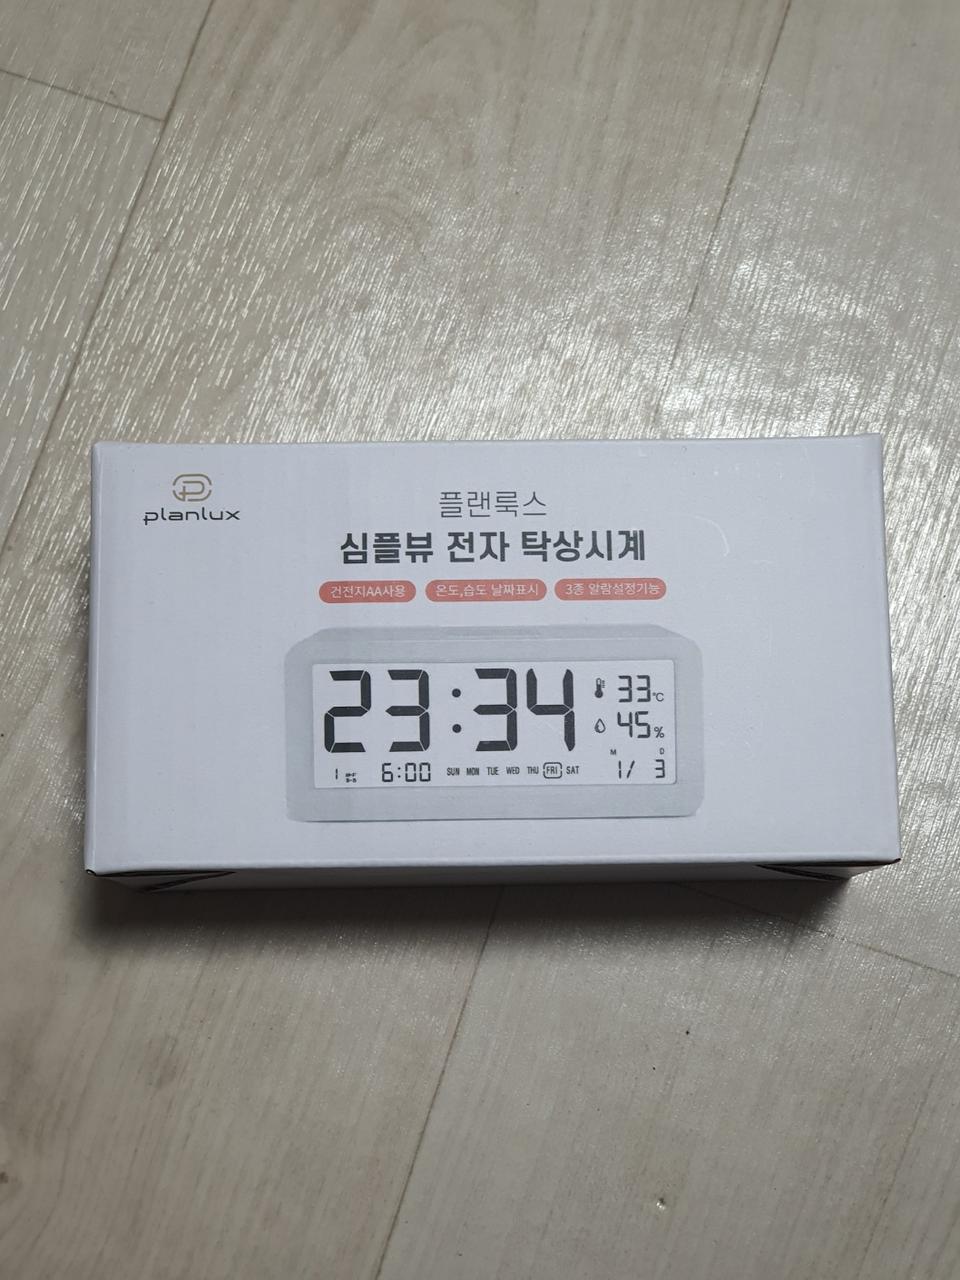 planlux
플랜룩스
심플뷰 전자 탁상시계
건전지AA사용 온도,습도 날짜표시 3종 알람설정기능
23:34 33℃
45%
M D
1 6:00 SUN MON TUE WED THU FRI SAT 1/ 3